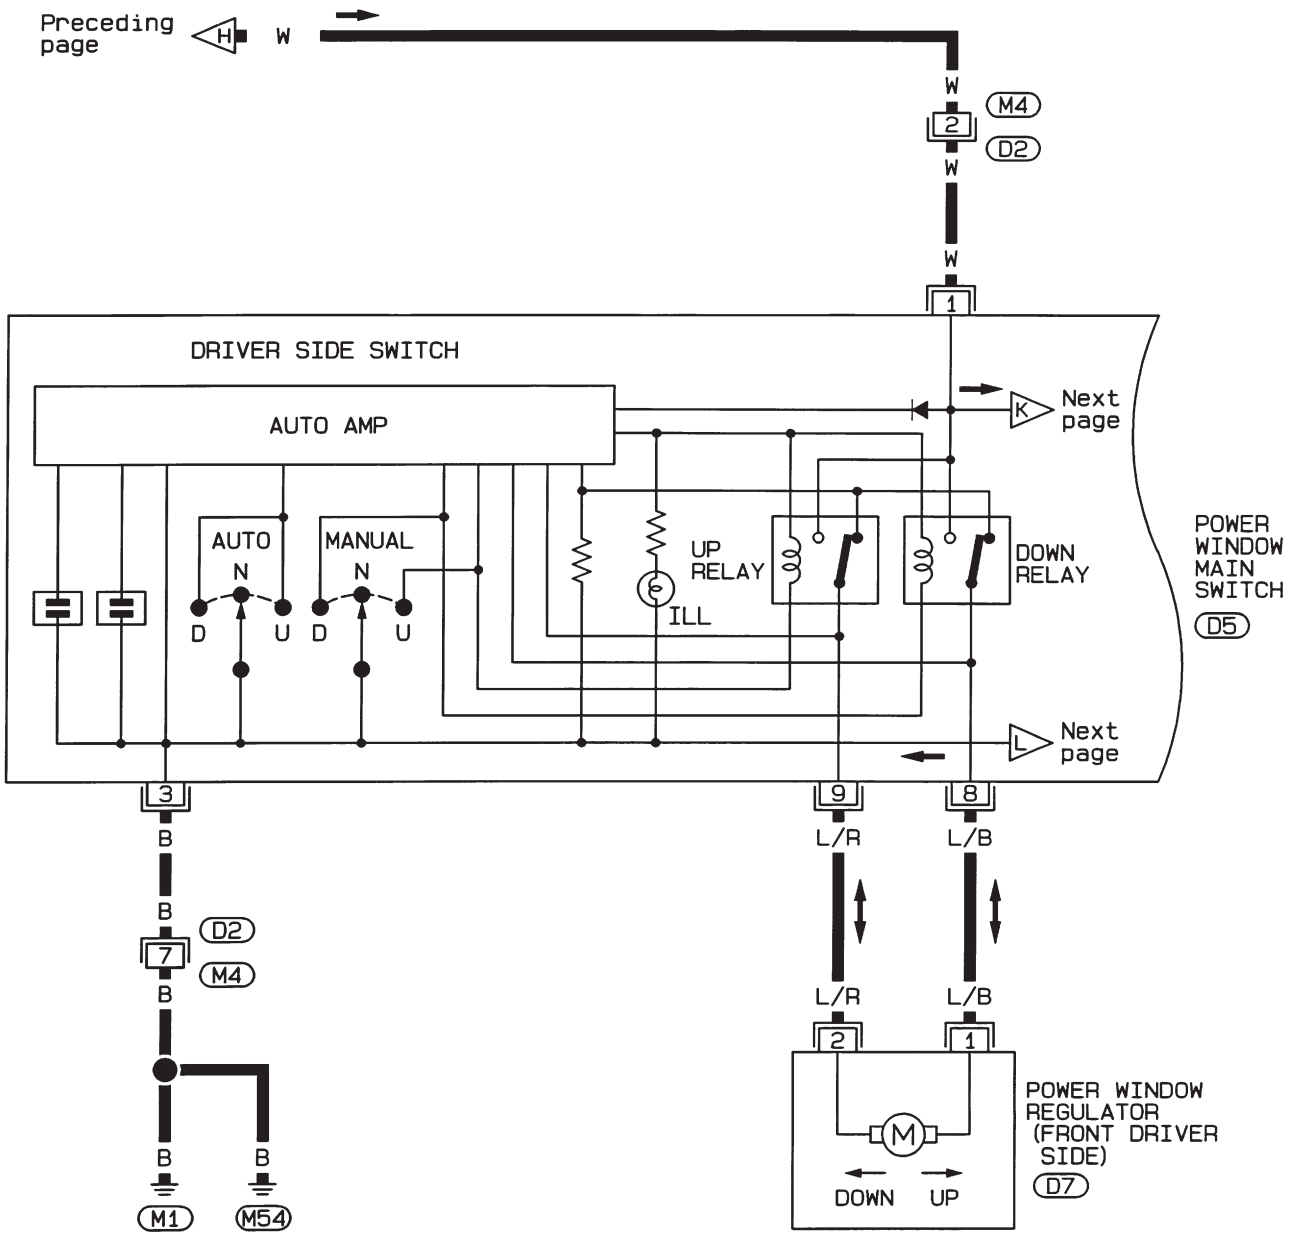 Preceding
page
H
W
W
M4
2
D2
W
W
1
DRIVER SIDE SWITCH
AUTO AMP
K
Next
page
AUTO
MANUAL
N
N
D
U
D
U
UP
RELAY
ILL
DOWN
RELAY
POWER
WINDOW
MAIN
SWITCH
D5
L
Next
page
3
9
8
B
L/R
L/B
B
D2
7
M4
B
L/R
L/B
2
1
M
DOWN
UP
POWER WINDOW
REGULATOR
(FRONT DRIVER
SIDE)
D7
B
B
M1
M54